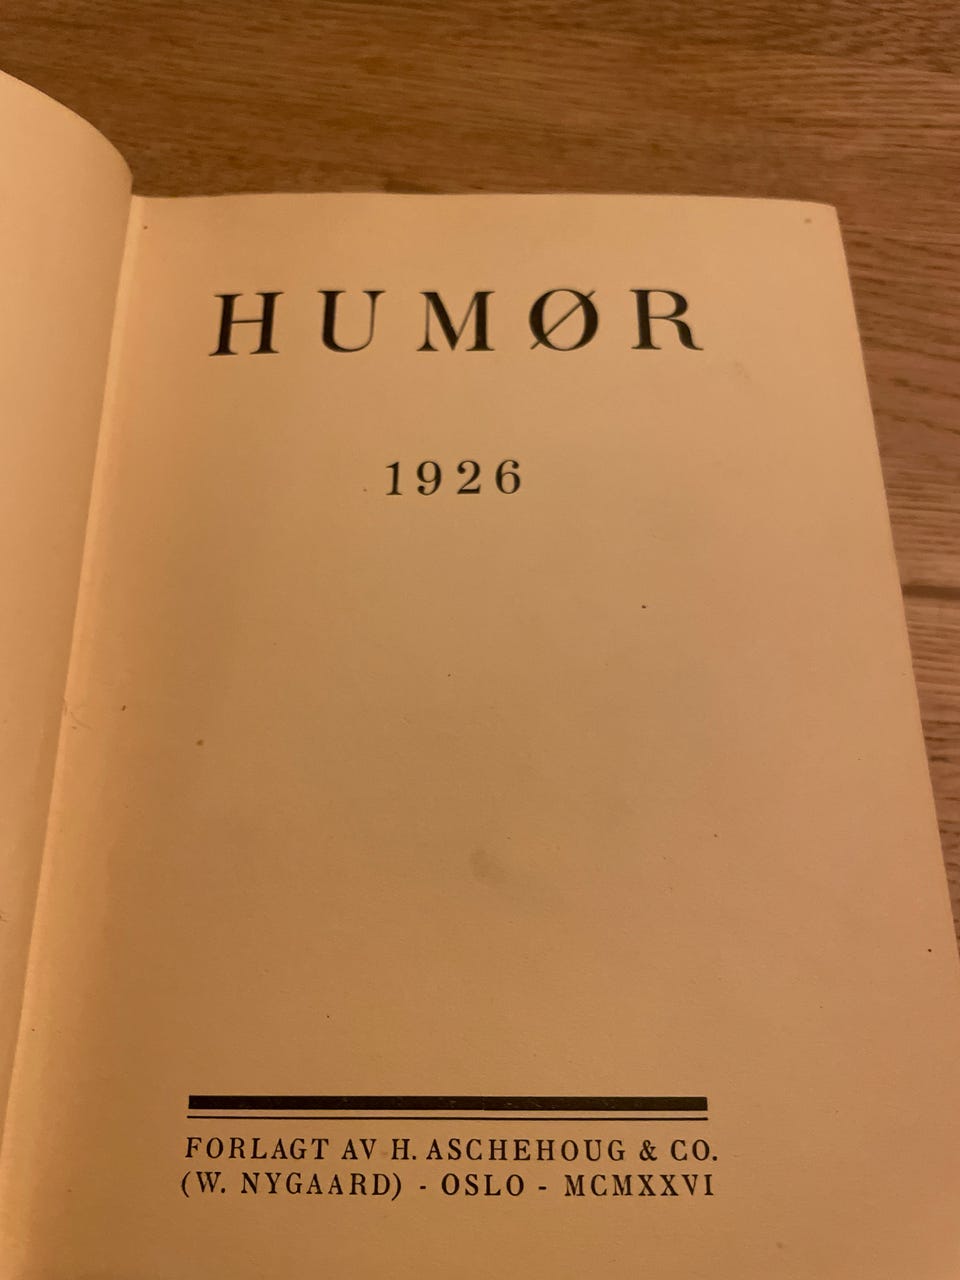 HUMØR
1926
FORLAGT AV H. ASCHEHOUG & CO.
(W. NYGAARD) - OSLO - MCMXXVI